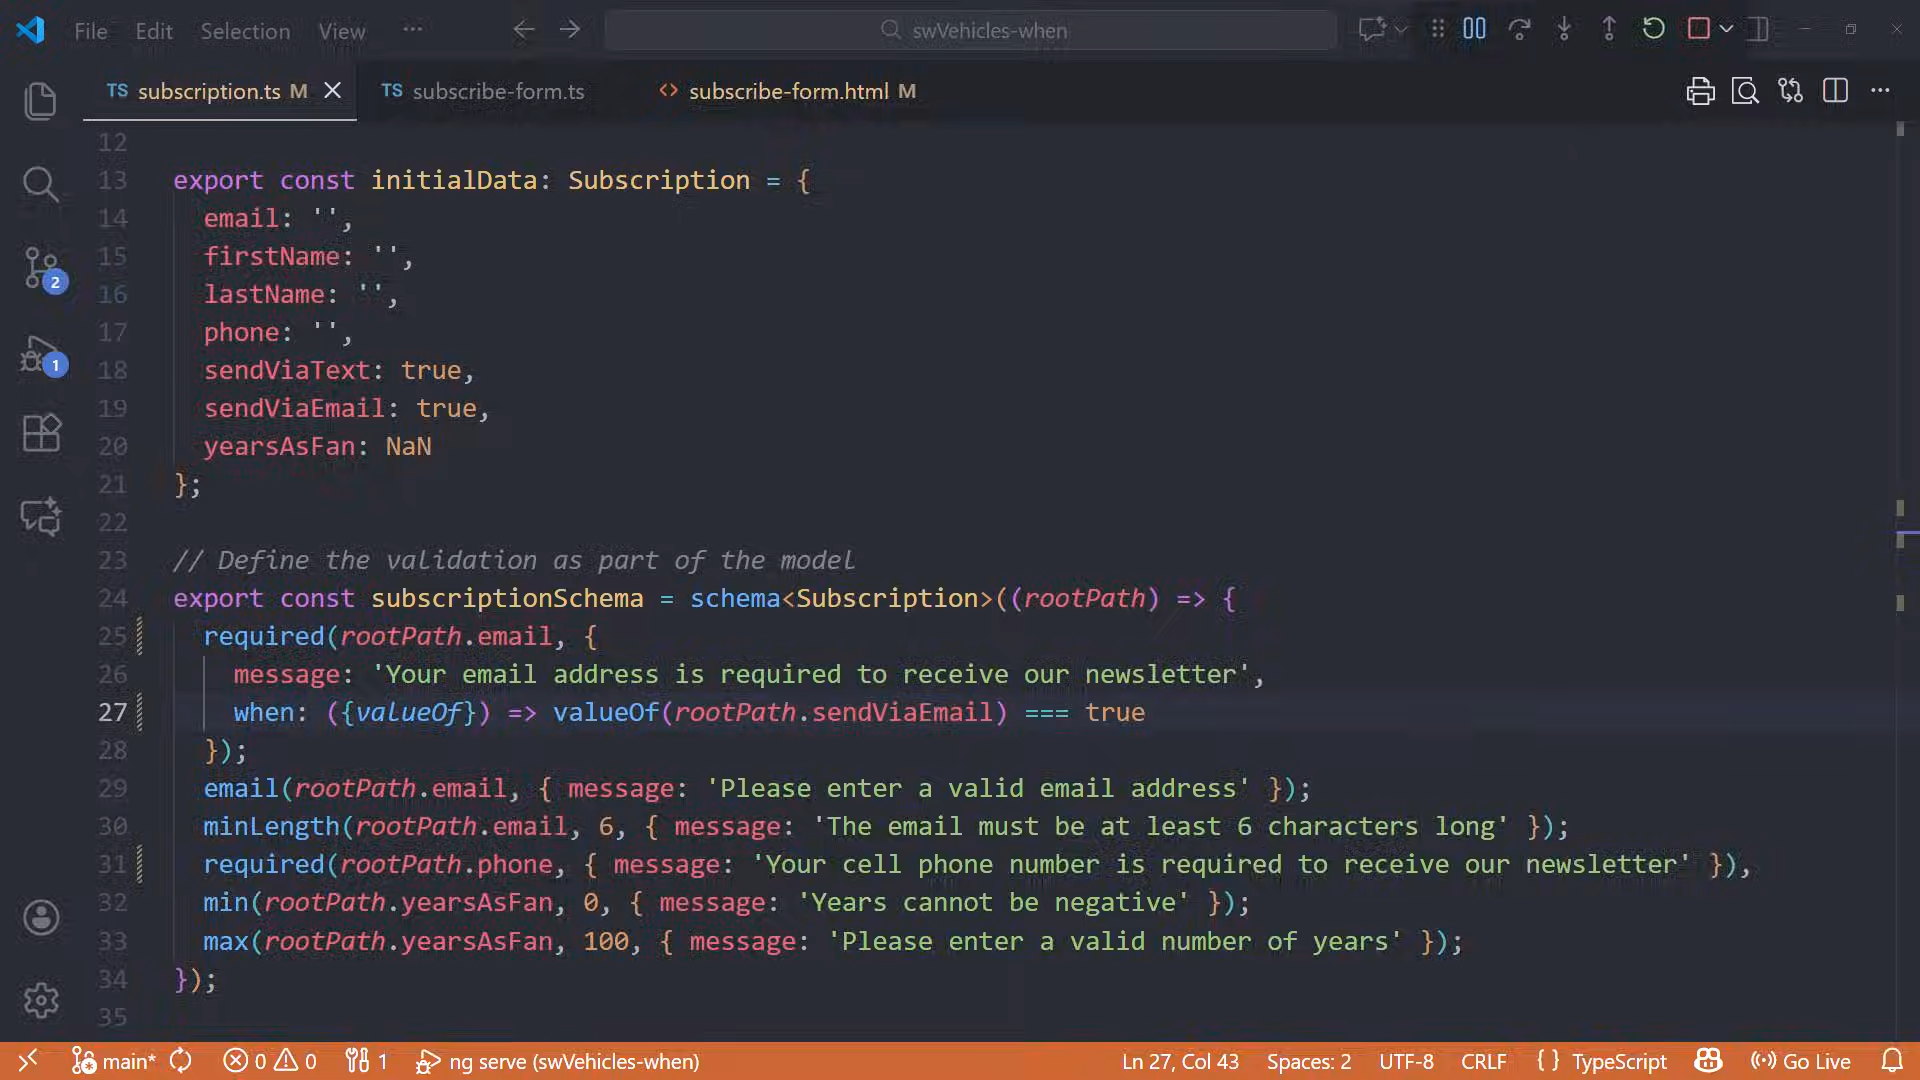 File Edit Selection View ··· swVehicles-when
TS subscription.ts M TS subscribe-form.ts <> subscribe-form.html M
12
13 export const initialData: Subscription = {
14 email: '',
15 firstName: '',
16 lastName: '',
17 phone: '',
18 sendViaText: true,
19 sendViaEmail: true,
20 yearsAsFan: NaN
21 };
22
23 // Define the validation as part of the model
24 export const subscriptionSchema = schema<Subscription>((rootPath) => {
25 required(rootPath.email, {
26 message: 'Your email address is required to receive our newsletter',
27 when: ({valueOf}) => valueOf(rootPath.sendViaEmail) === true
28 });
29 email(rootPath.email, { message: 'Please enter a valid email address' });
30 minLength(rootPath.email, 6, { message: 'The email must be at least 6 characters long' });
31 required(rootPath.phone, { message: 'Your cell phone number is required to receive our newsletter' }),
32 min(rootPath.yearsAsFan, 0, { message: 'Years cannot be negative' });
33 max(rootPath.yearsAsFan, 100, { message: 'Please enter a valid number of years' });
34 });
35
2
1
main* 0 0 1 ng serve (swVehicles-when) Ln 27, Col 43 Spaces: 2 UTF-8 CRLF { } TypeScript Go Live